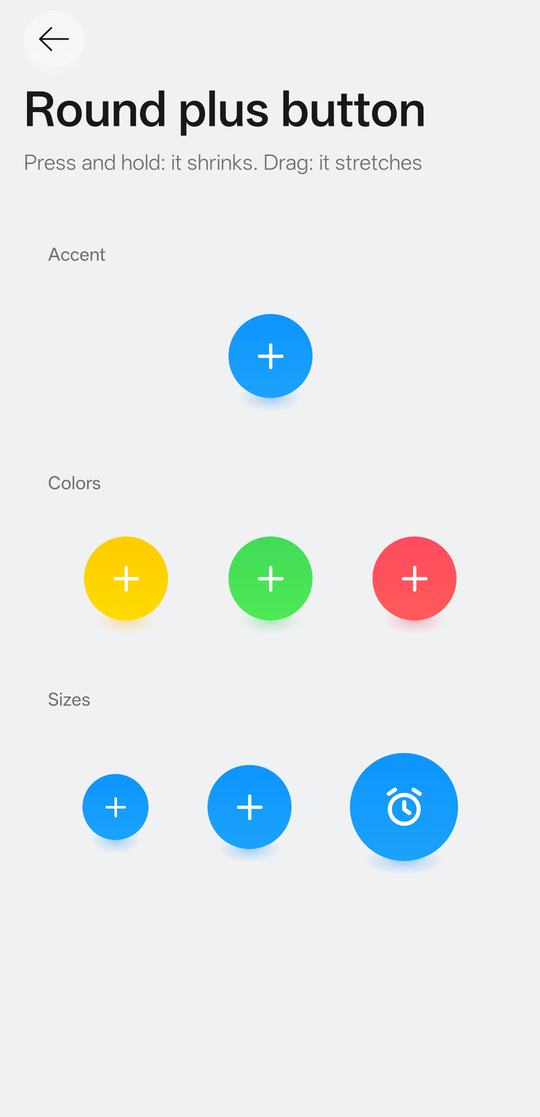 Round plus button
Press and hold: it shrinks. Drag: it stretches
Accent
Colors
Sizes